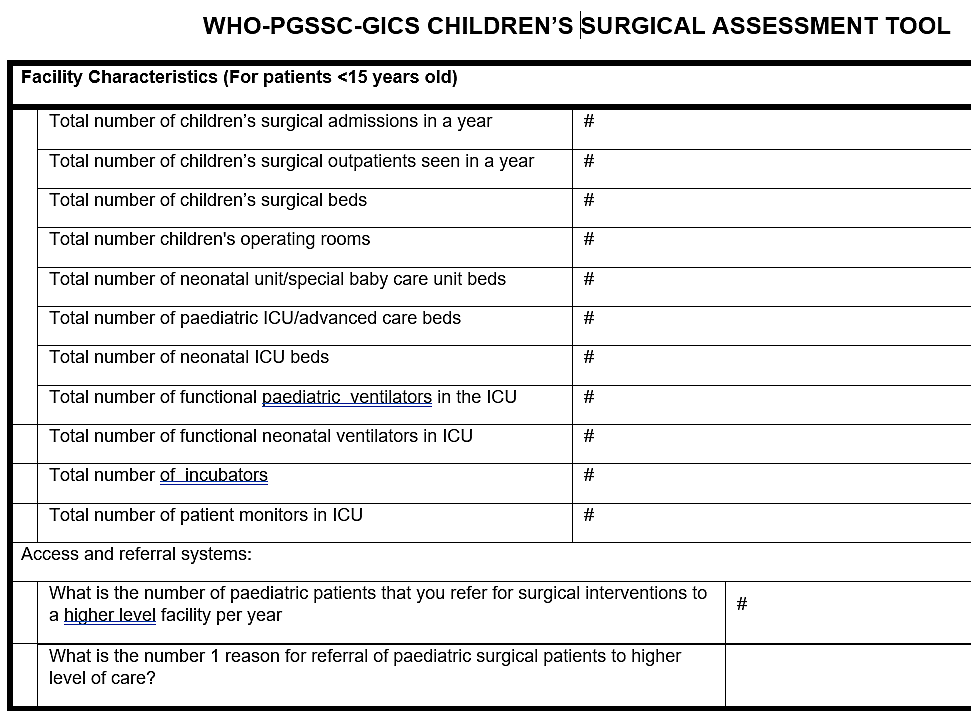 WHO-PGSSC-GICS CHILDREN’S SURGICAL ASSESSMENT TOOL
Facility Characteristics (For patients <15 years old)
Total number of children’s surgical admissions in a year #
Total number of children’s surgical outpatients seen in a year #
Total number of children’s surgical beds #
Total number children's operating rooms #
Total number of neonatal unit/special baby care unit beds #
Total number of paediatric ICU/advanced care beds #
Total number of neonatal ICU beds #
Total number of functional paediatric  ventilators in the ICU #
Total number of functional neonatal ventilators in ICU #
Total number of  incubators #
Total number of patient monitors in ICU #
Access and referral systems:
What is the number of paediatric patients that you refer for surgical interventions to
a higher level facility per year #
What is the number 1 reason for referral of paediatric surgical patients to higher
level of care?